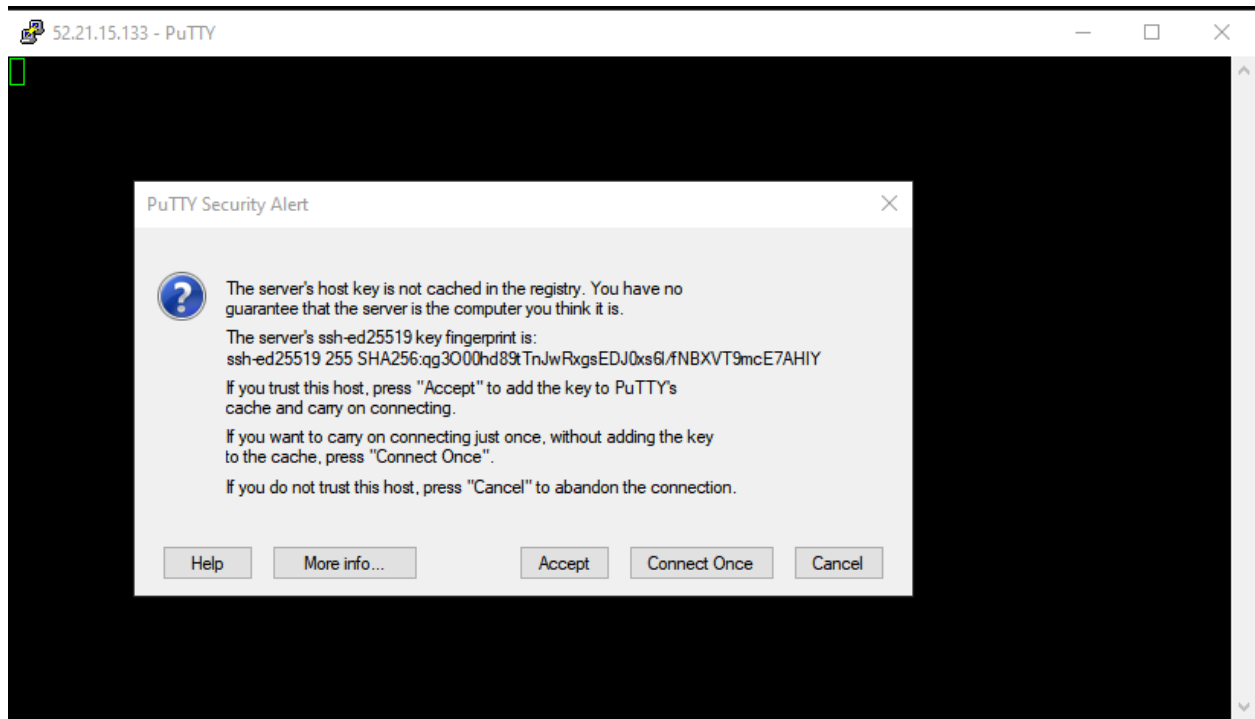 52.21.15.133 - PuTTY
PuTTY Security Alert
The server's host key is not cached in the registry. You have no
guarantee that the server is the computer you think it is.
The server's ssh-ed25519 key fingerprint is:
ssh-ed25519 255 SHA256:qg3O00hd89tTnJwRxgsEDJ0xs6l/fNBXVT9mcE7AHIY
If you trust this host, press "Accept" to add the key to PuTTY's
cache and carry on connecting.
If you want to carry on connecting just once, without adding the key
to the cache, press "Connect Once".
If you do not trust this host, press "Cancel" to abandon the connection.
Help More info... Accept Connect Once Cancel